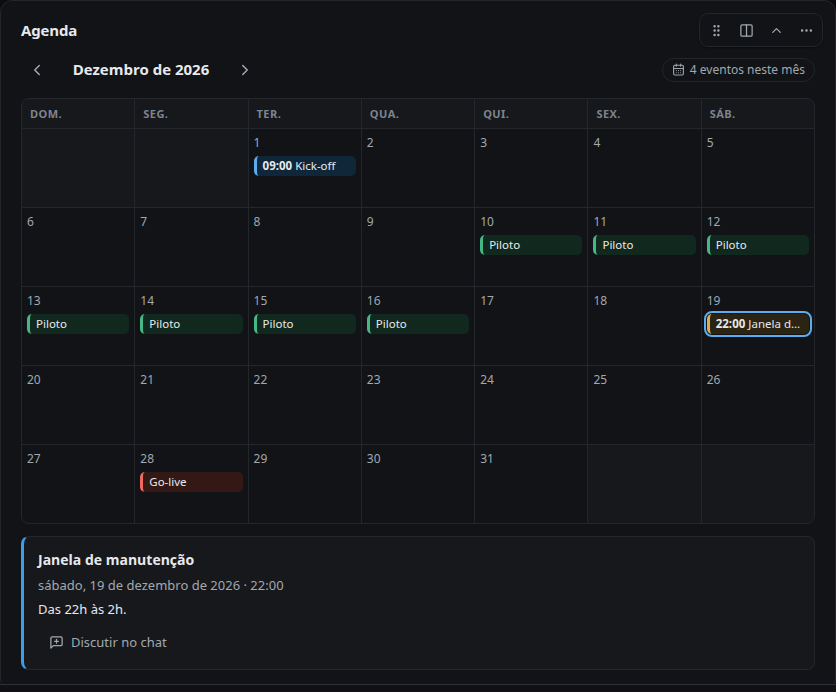 Agenda
Dezembro de 2026
4 eventos neste mês
DOM. SEG. TER. QUA. QUI. SEX. SÁB.
1 2 3 4 5
09:00 Kick-off
6 7 8 9 10 11 12
Piloto Piloto Piloto
13 14 15 16 17 18 19
Piloto Piloto Piloto Piloto 22:00 Janela d...
20 21 22 23 24 25 26
27 28 29 30 31
Go-live
Janela de manutenção
sábado, 19 de dezembro de 2026 · 22:00
Das 22h às 2h.
Discutir no chat